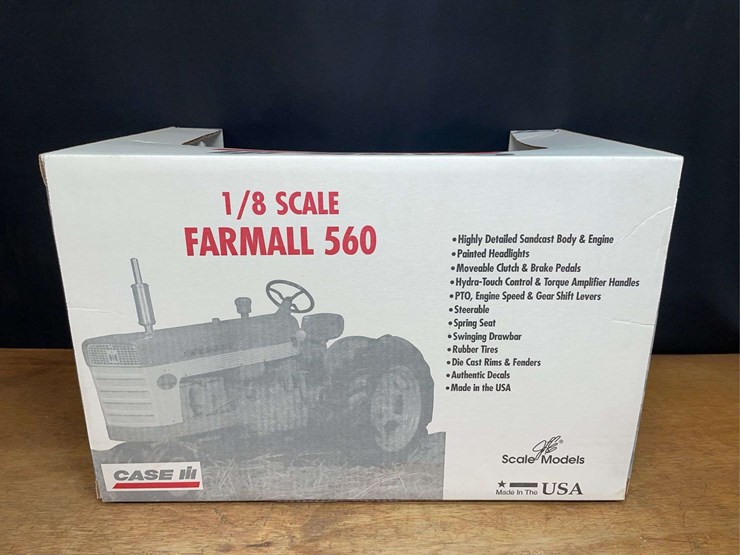 1/8 SCALE
FARMALL 560
•Highly Detailed Sandcast Body & Engine
•Painted Headlights
•Moveable Clutch & Brake Pedals
•Hydra-Touch Control & Torque Amplifier Handles
•PTO, Engine Speed & Gear Shift Levers
•Steerable
•Spring Seat
•Swinging Drawbar
•Rubber Tires
•Die Cast Rims & Fenders
•Authentic Decals
•Made in the USA
CASE IH
Scale Models
Made In The USA